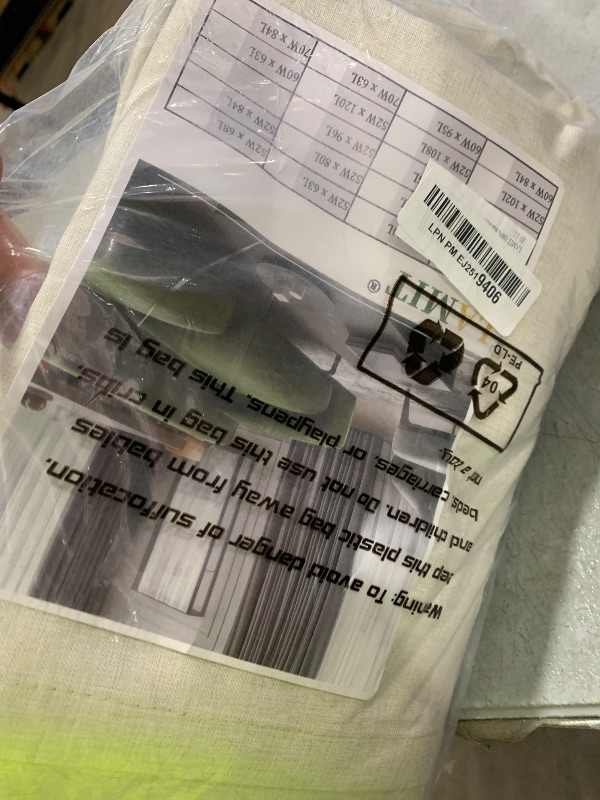 Warning: To avoid danger of suffocation,
eep this plastic bag away from babies
and children. Do not use this bag in cribs,
beds, carriages, or playpens. This bag is
not a toy.
04
PE-LD
AMIT®
LPN PM EJ2519406
52W x 63L 52W x 68L
52W x 80L 52W x 84L
52W x 96L
52W x 102L 52W x 108L 52W x 120L 60W x 63L
60W x 84L 60W x 95L 70W x 63L 70W x 84L